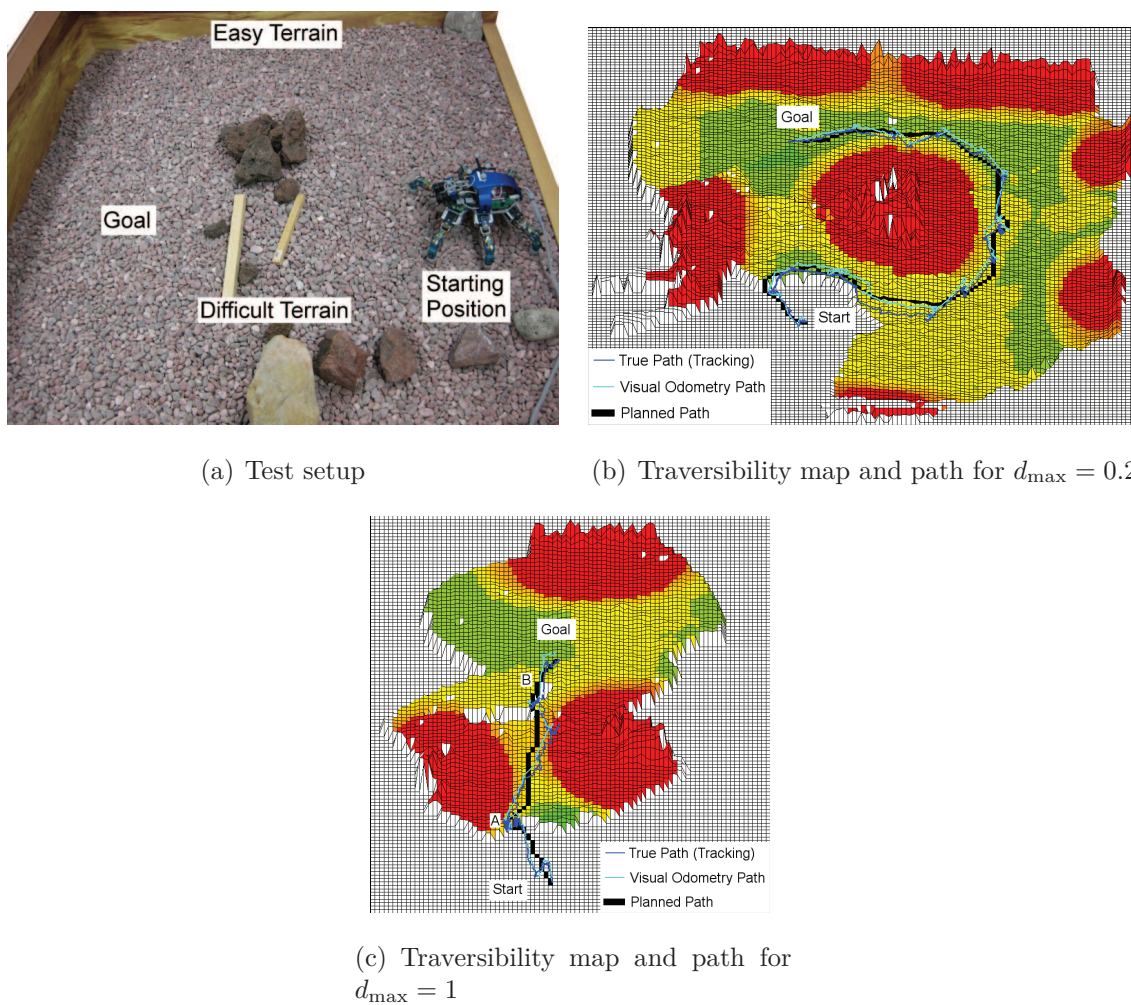 Easy Terrain
Goal
Difficult Terrain
Starting
Position
(a) Test setup
Goal
Start
True Path (Tracking)
Visual Odometry Path
Planned Path
(b) Traversibility map and path for d_max = 0.2
Goal
B
A
Start
True Path (Tracking)
Visual Odometry Path
Planned Path
(c) Traversibility map and path for
d_max = 1